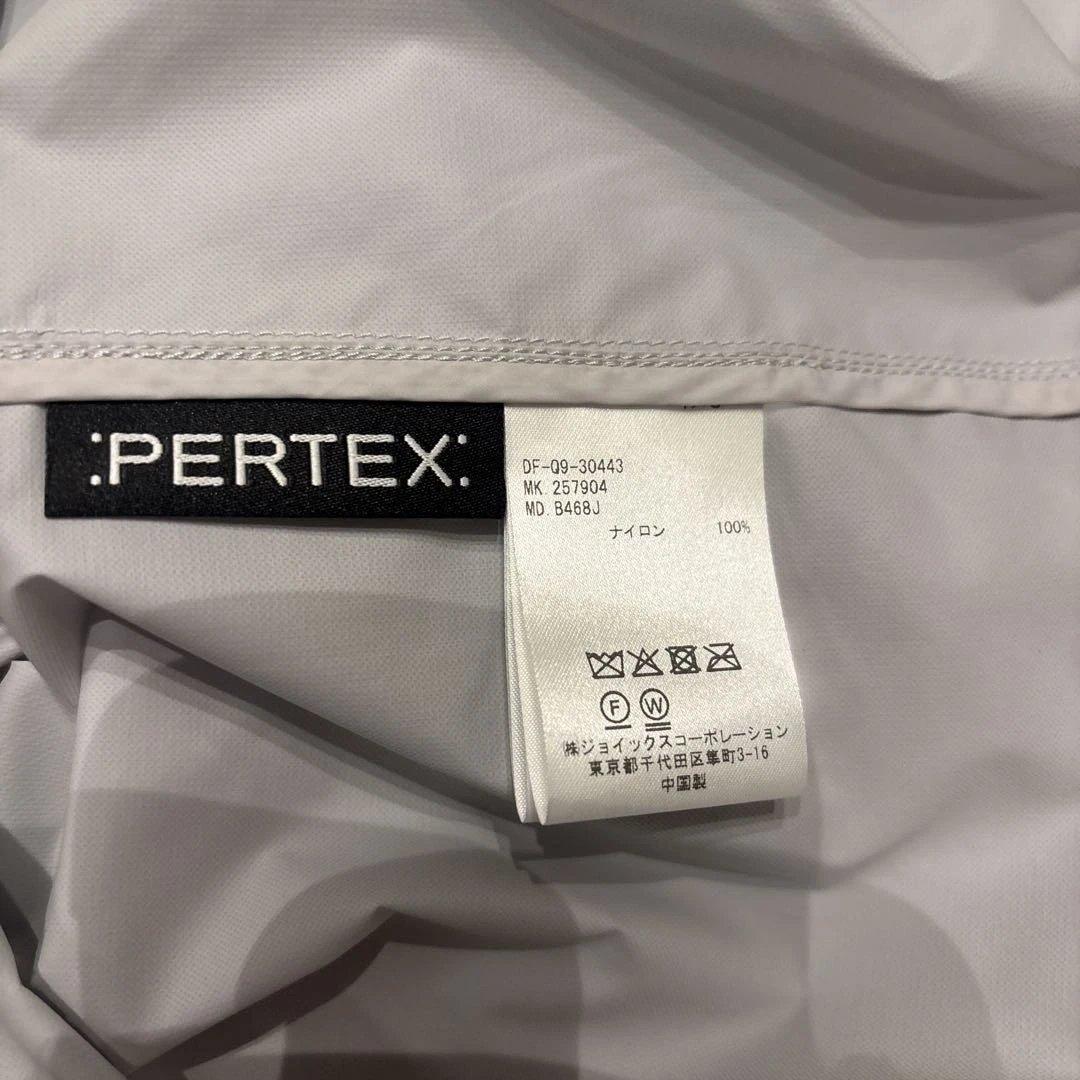 :PERTEX:
DF-Q9-30443
MK.257904
MD.B468J
ナイロン 100%
F W
㈱ジョイックスコーポレーション
東京都千代田区隼町3-16
中国製